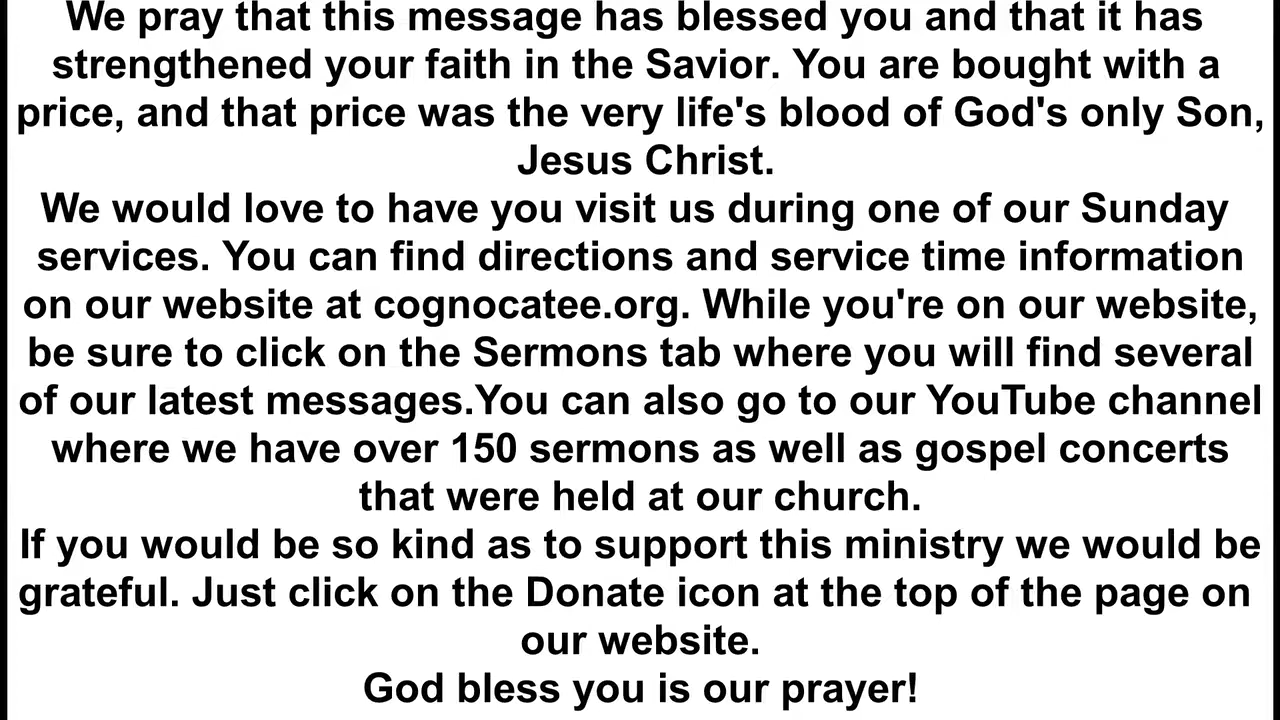 We pray that this message has blessed you and that it has
strengthened your faith in the Savior. You are bought with a
price, and that price was the very life's blood of God's only Son,
Jesus Christ.
We would love to have you visit us during one of our Sunday
services. You can find directions and service time information
on our website at cognocatee.org. While you're on our website,
be sure to click on the Sermons tab where you will find several
of our latest messages.You can also go to our YouTube channel
where we have over 150 sermons as well as gospel concerts
that were held at our church.
If you would be so kind as to support this ministry we would be
grateful. Just click on the Donate icon at the top of the page on
our website.
God bless you is our prayer!